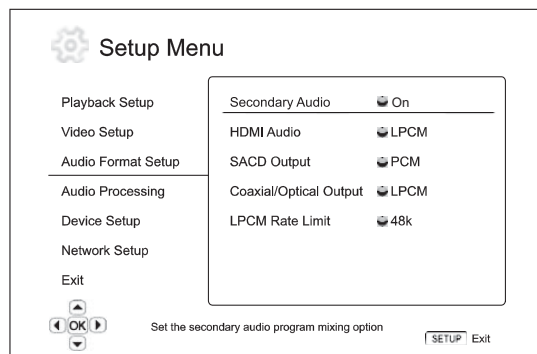 Setup Menu
Playback Setup
Video Setup
Audio Format Setup
Audio Processing
Device Setup
Network Setup
Exit
Secondary Audio On
HDMI Audio LPCM
SACD Output PCM
Coaxial/Optical Output LPCM
LPCM Rate Limit 48k
OK
Set the secondary audio program mixing option
SETUP Exit